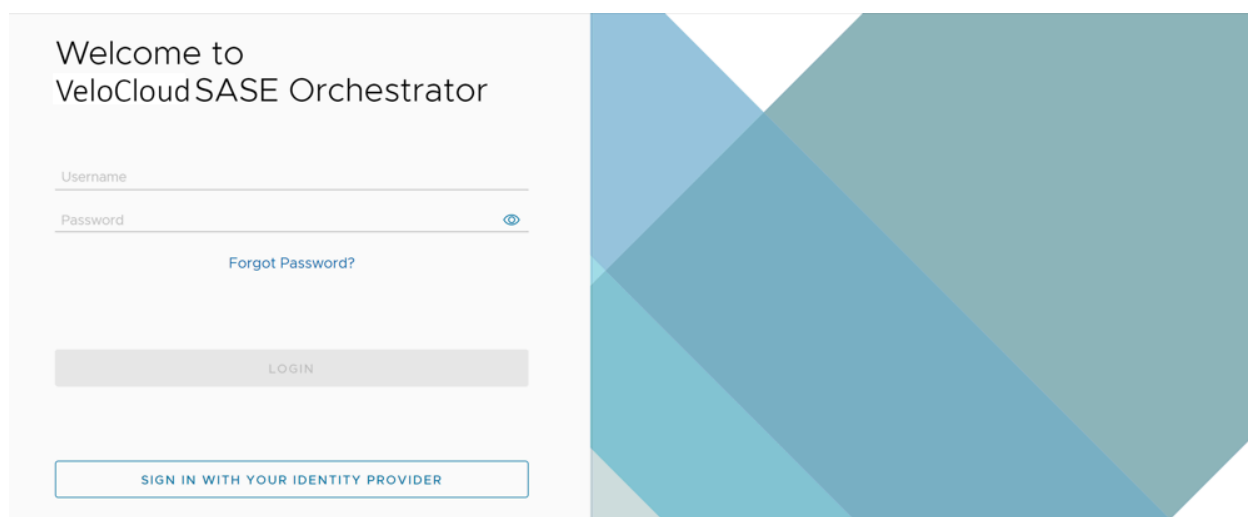 Welcome to
VeloCloud SASE Orchestrator
Username
Password
Forgot Password?
LOGIN
SIGN IN WITH YOUR IDENTITY PROVIDER